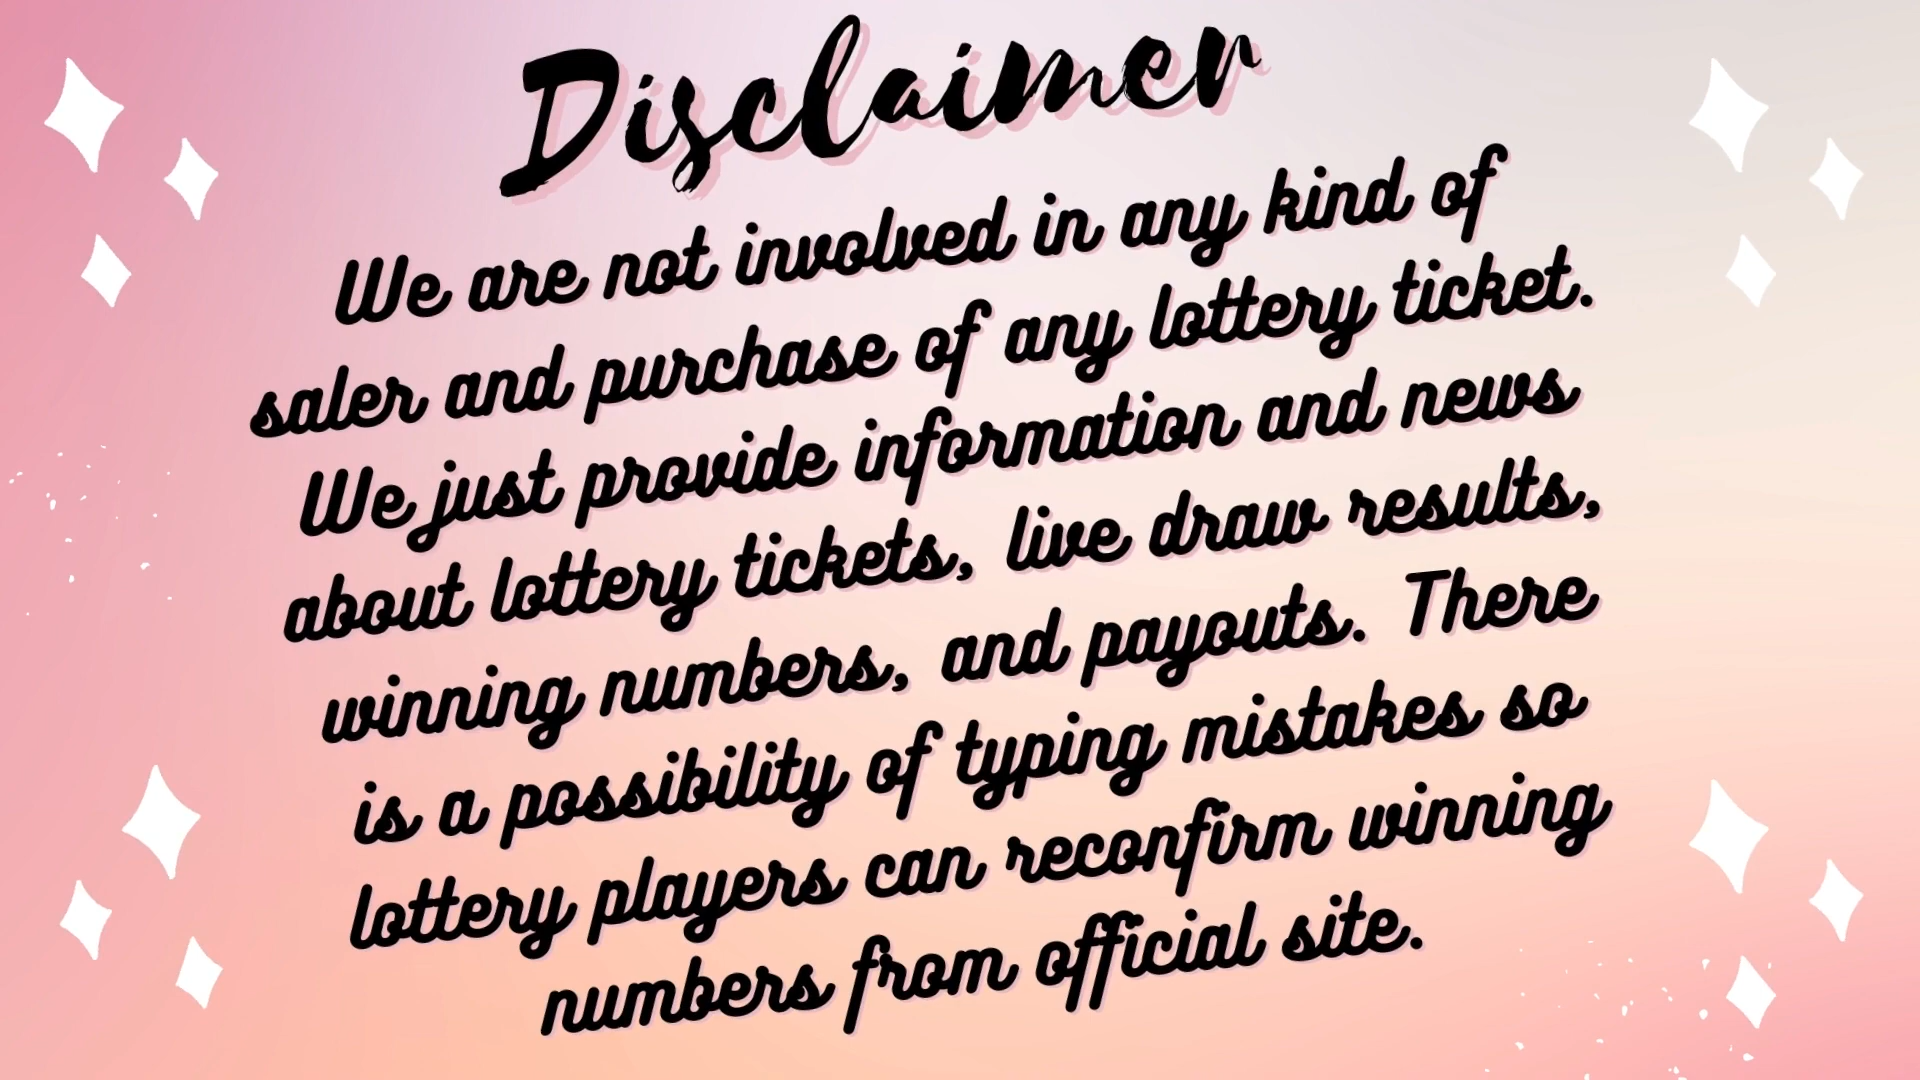 Disclaimer
We are not involved in any kind of
saler and purchase of any lottery ticket.
We just provide information and news
about lottery tickets, live draw results,
winning numbers, and payouts. There
is a possibility of typing mistakes so
lottery players can reconfirm winning
numbers from official site.